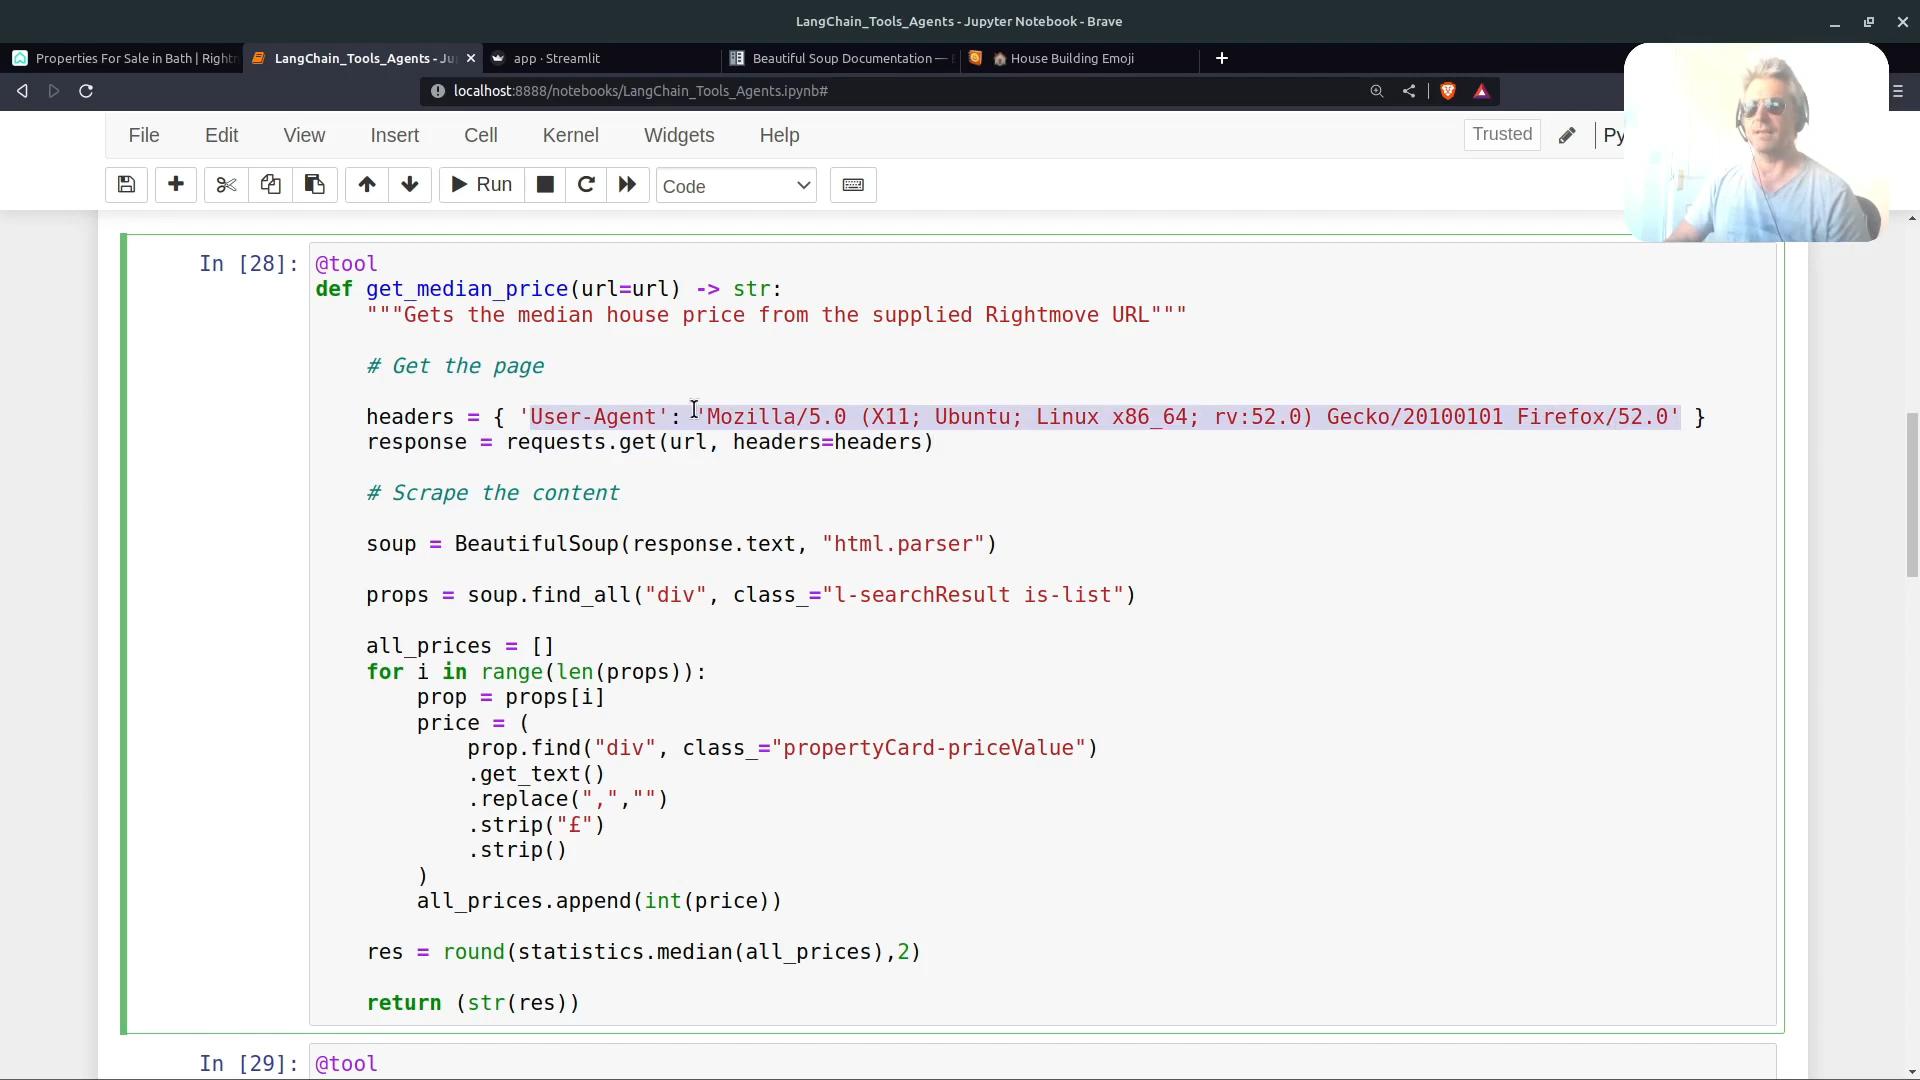 LangChain_Tools_Agents - Jupyter Notebook - Brave
Properties For Sale in Bath | Rightm
LangChain_Tools_Agents - Ju
app · Streamlit
Beautiful Soup Documentation —
🏠 House Building Emoji
localhost:8888/notebooks/LangChain_Tools_Agents.ipynb#
File Edit View Insert Cell Kernel Widgets Help
Trusted
Py
Run
Code
In [28]:
@tool
def get_median_price(url=url) -> str:
"""Gets the median house price from the supplied Rightmove URL"""
# Get the page
headers = { 'User-Agent': 'Mozilla/5.0 (X11; Ubuntu; Linux x86_64; rv:52.0) Gecko/20100101 Firefox/52.0' }
response = requests.get(url, headers=headers)
# Scrape the content
soup = BeautifulSoup(response.text, "html.parser")
props = soup.find_all("div", class_="l-searchResult is-list")
all_prices = []
for i in range(len(props)):
prop = props[i]
price = (
prop.find("div", class_="propertyCard-priceValue")
.get_text()
.replace(",","")
.strip("£")
.strip()
)
all_prices.append(int(price))
res = round(statistics.median(all_prices),2)
return (str(res))
In [29]:
@tool